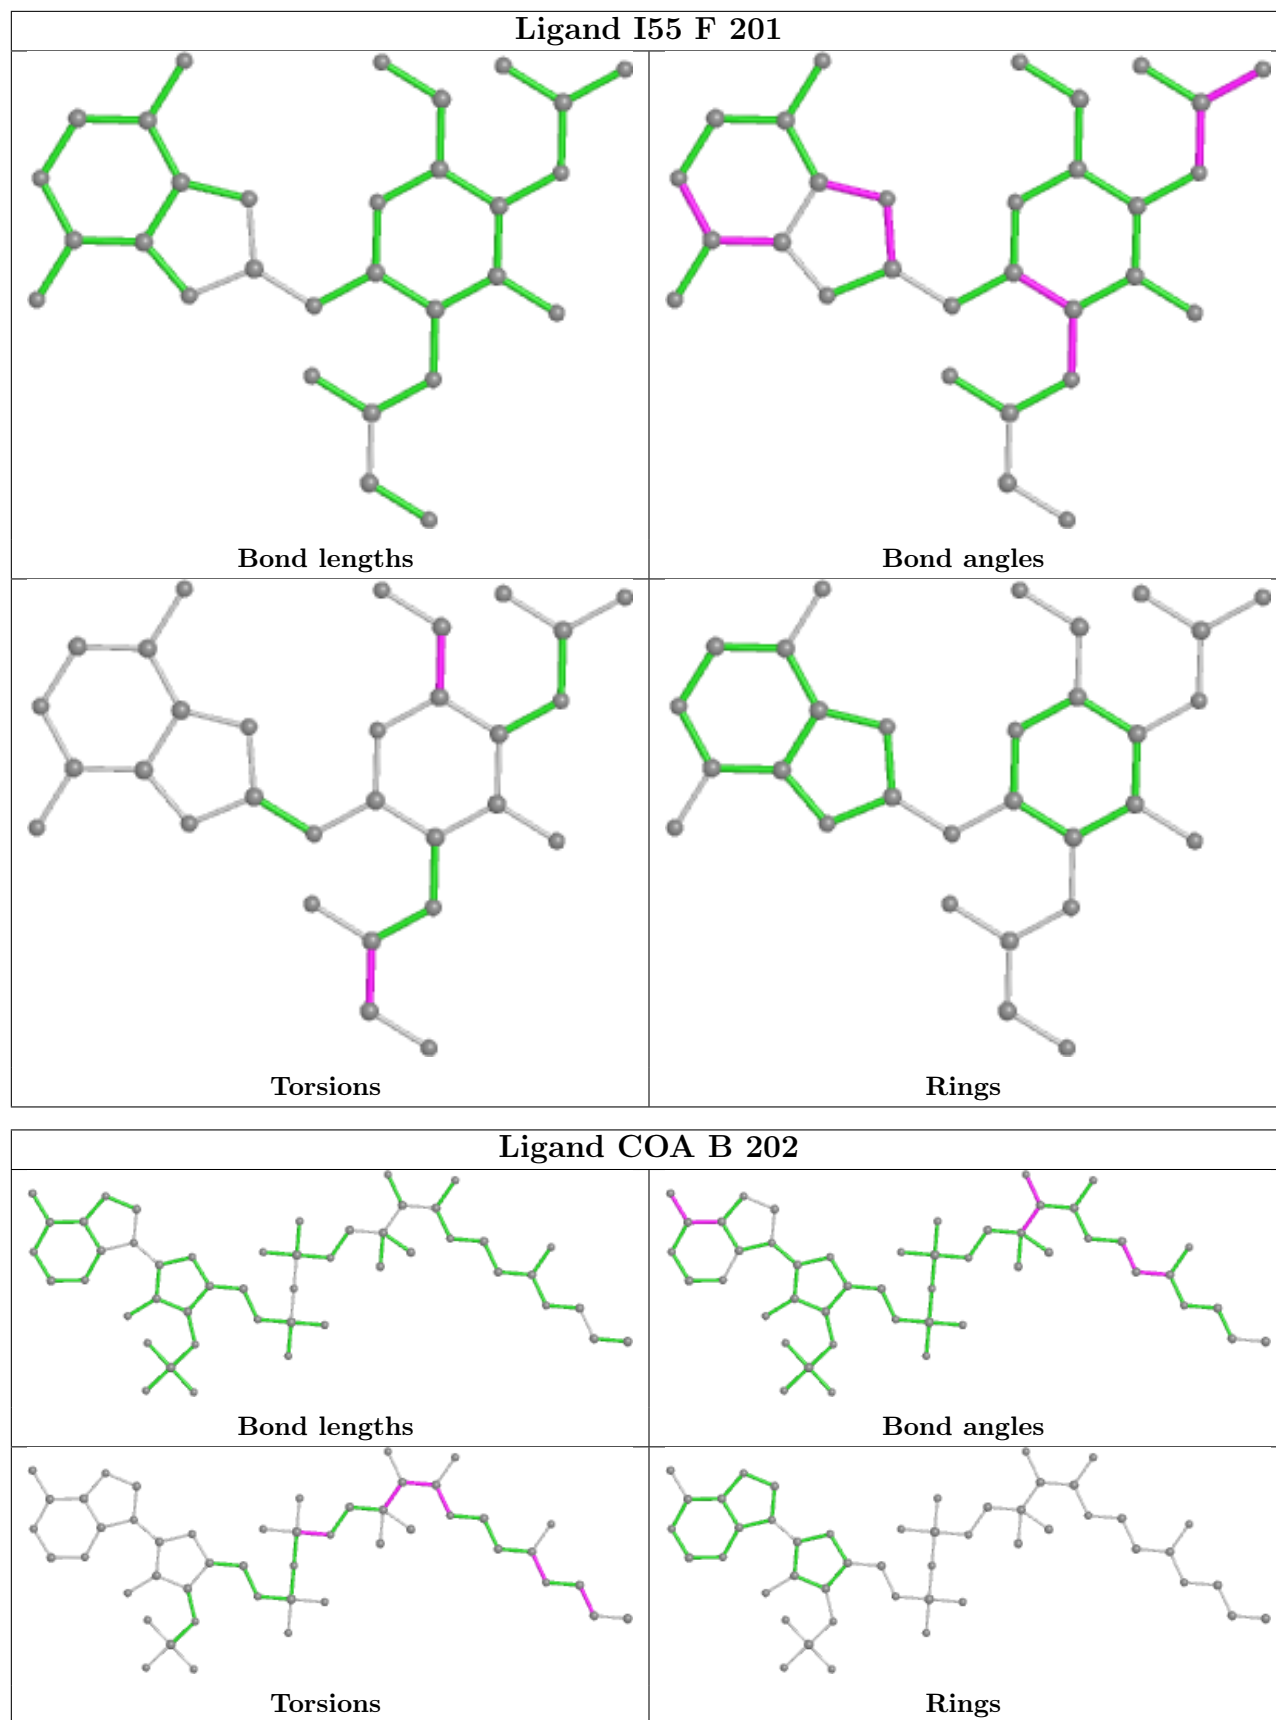 Ligand I55 F 201
Bond lengths
Bond angles
Torsions
Rings
Ligand COA B 202
Bond lengths
Bond angles
Torsions
Rings